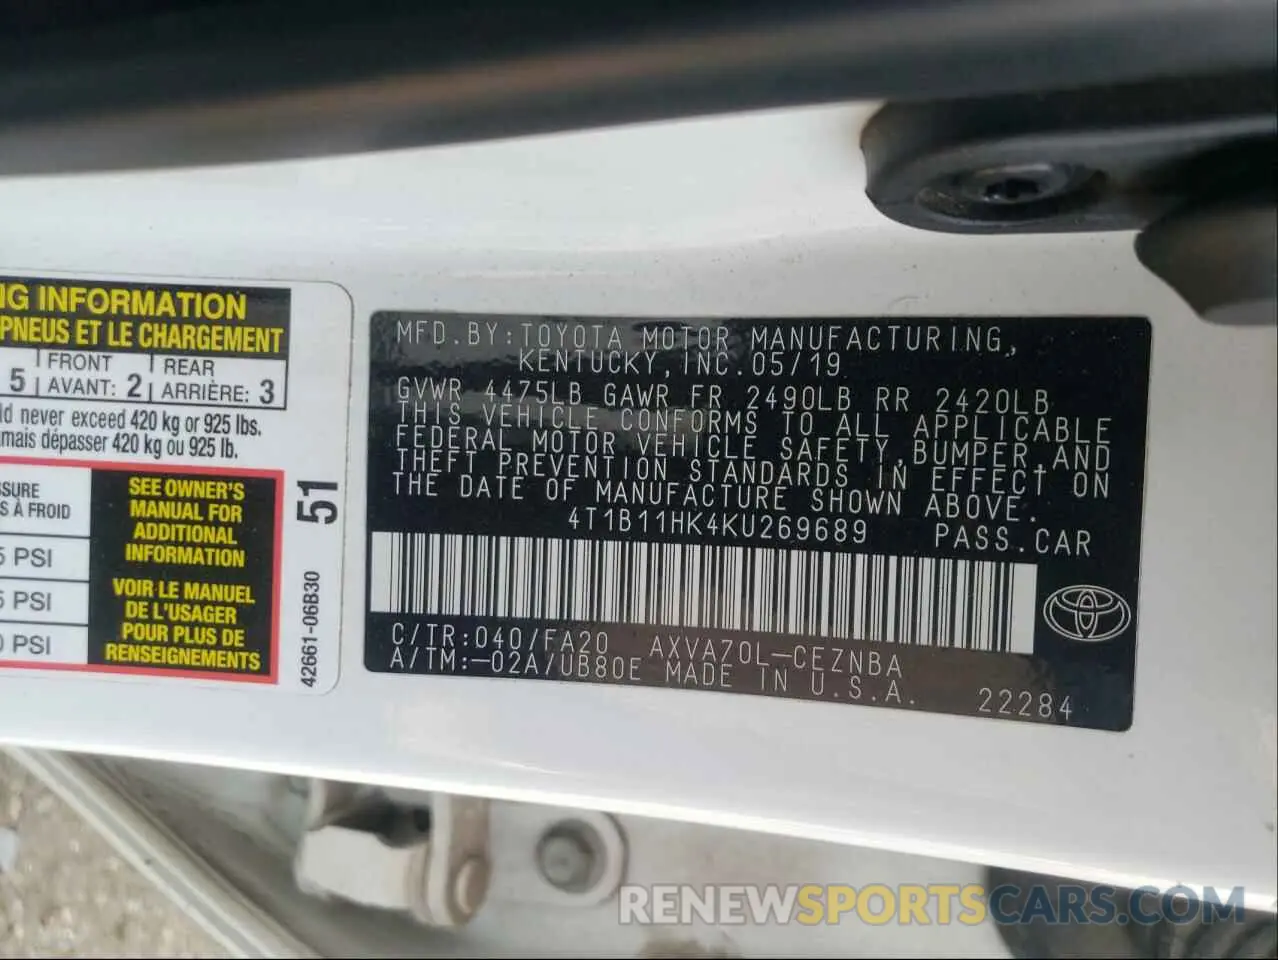 NG INFORMATION
PNEUS ET LE CHARGEMENT
5 FRONT AVANT: 2 REAR ARRIÈRE: 3
ld never exceed 420 kg or 925 lbs.
mais dépasser 420 kg ou 925 lb.
SSURE
S À FROID
5 PSI
5 PSI
0 PSI
SEE OWNER'S
MANUAL FOR
ADDITIONAL
INFORMATION
VOIR LE MANUEL
DE L'USAGER
POUR PLUS DE
RENSEIGNEMENTS
51
42661-06B30
MFD.BY:TOYOTA MOTOR MANUFACTURING,
KENTUCKY,INC.05/19
GVWR 4475LB GAWR FR 2490LB RR 2420LB
THIS VEHICLE CONFORMS TO ALL APPLICABLE
FEDERAL MOTOR VEHICLE SAFETY,BUMPER,AND
THEFT PREVENTION STANDARDS IN EFFECT ON
THE DATE OF MANUFACTURE SHOWN ABOVE.
4T1B11HK4KU269689 PASS.CAR
C/TR:040/FA20 AXVA70L-CEZNBA
A/TM:-02A/UB80E MADE IN U.S.A. 22284
RENEWSPORTSCARS.COM